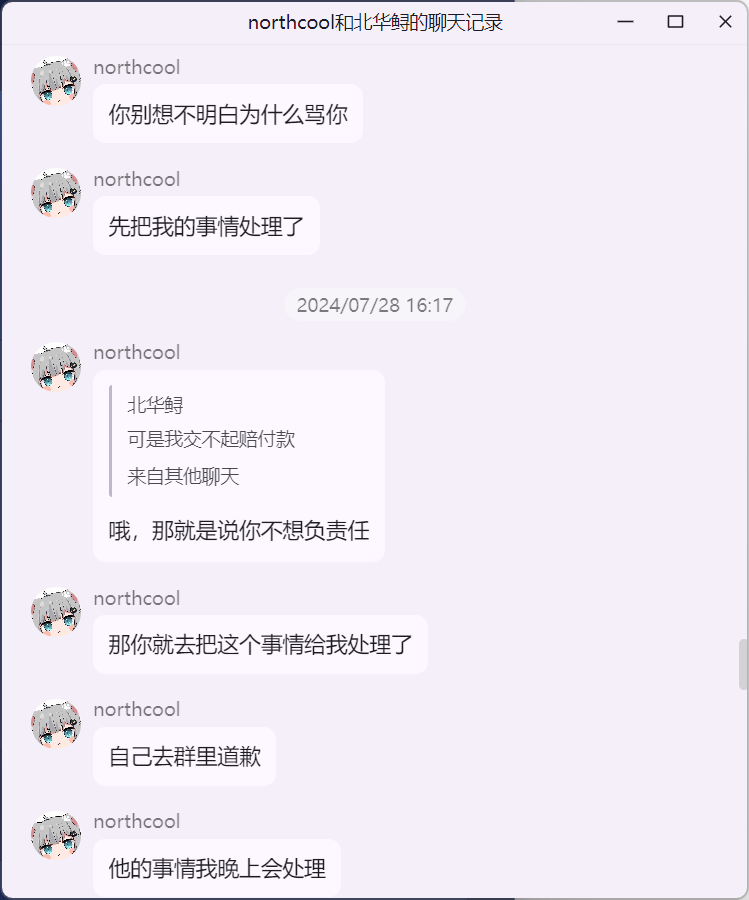 northcool和北华鲟的聊天记录
northcool
你别想不明白为什么骂你
northcool
先把我的事情处理了
2024/07/28 16:17
northcool
北华鲟
可是我交不起赔付款
来自其他聊天
哦，那就是说你不想负责任
northcool
那你就去把这个事情给我处理了
northcool
自己去群里道歉
northcool
他的事情我晚上会处理